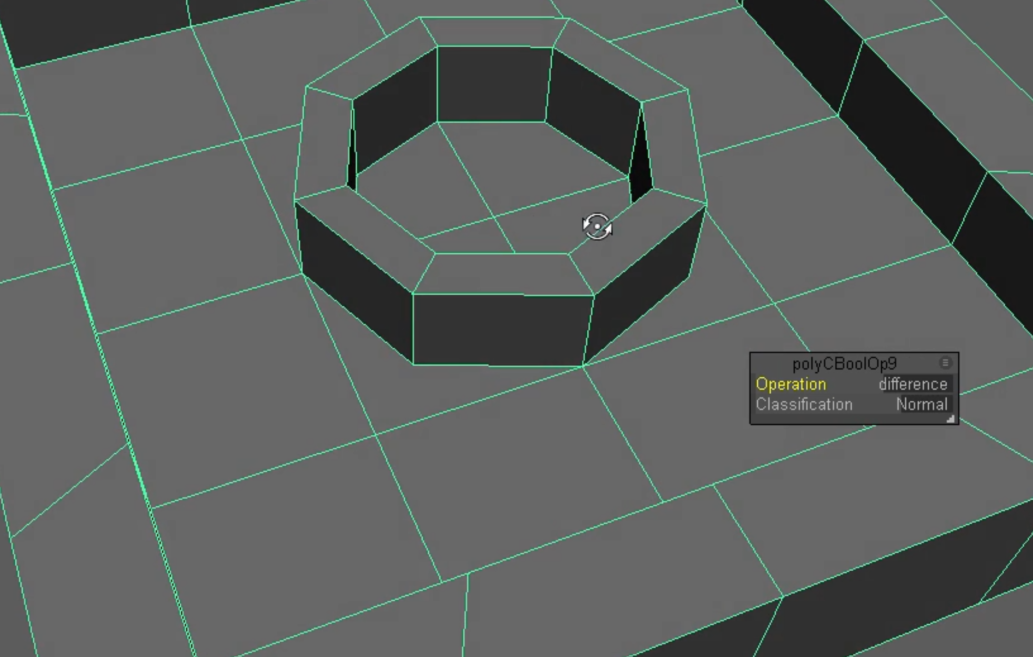 polyCBoolOp9
Operation difference
Classification Normal